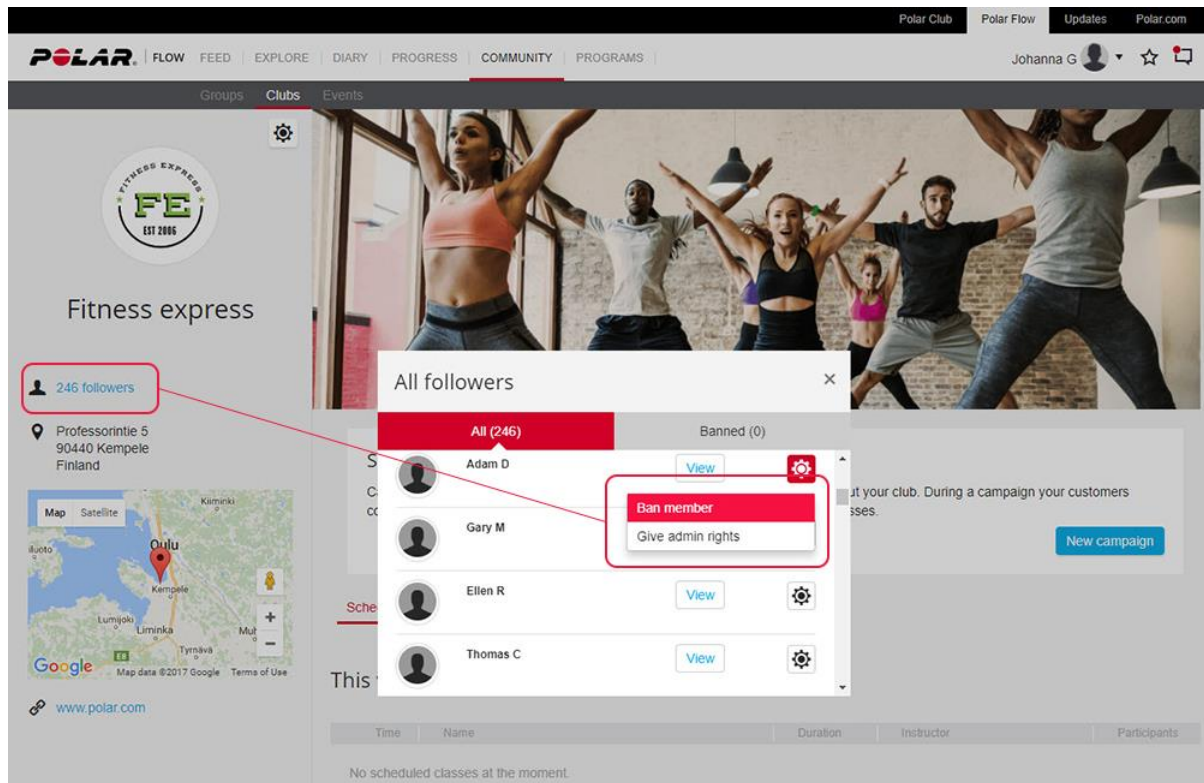 Polar Club Polar Flow Updates Polar.com
POLAR. FLOW FEED EXPLORE DIARY PROGRESS COMMUNITY PROGRAMS Johanna G
Groups Clubs Events
FITNESS EXPRESS
FE
EST 2006
Fitness express
246 followers
Professorintie 5
90440 Kempele
Finland
Map Satellite
Kiiminki
Oulu
Kempele
Lumijoki
Liminka
Tyrnävä
E8
Google Map data ©2017 Google Terms of Use
www.polar.com
All followers ×
All (246) Banned (0)
Adam D View
Ban member
Give admin rights
Gary M
Ellen R View
Thomas C View
ut your club. During a campaign your customers
sses.
New campaign
Sche
This
Time Name Duration Instructor Participants
No scheduled classes at the moment.